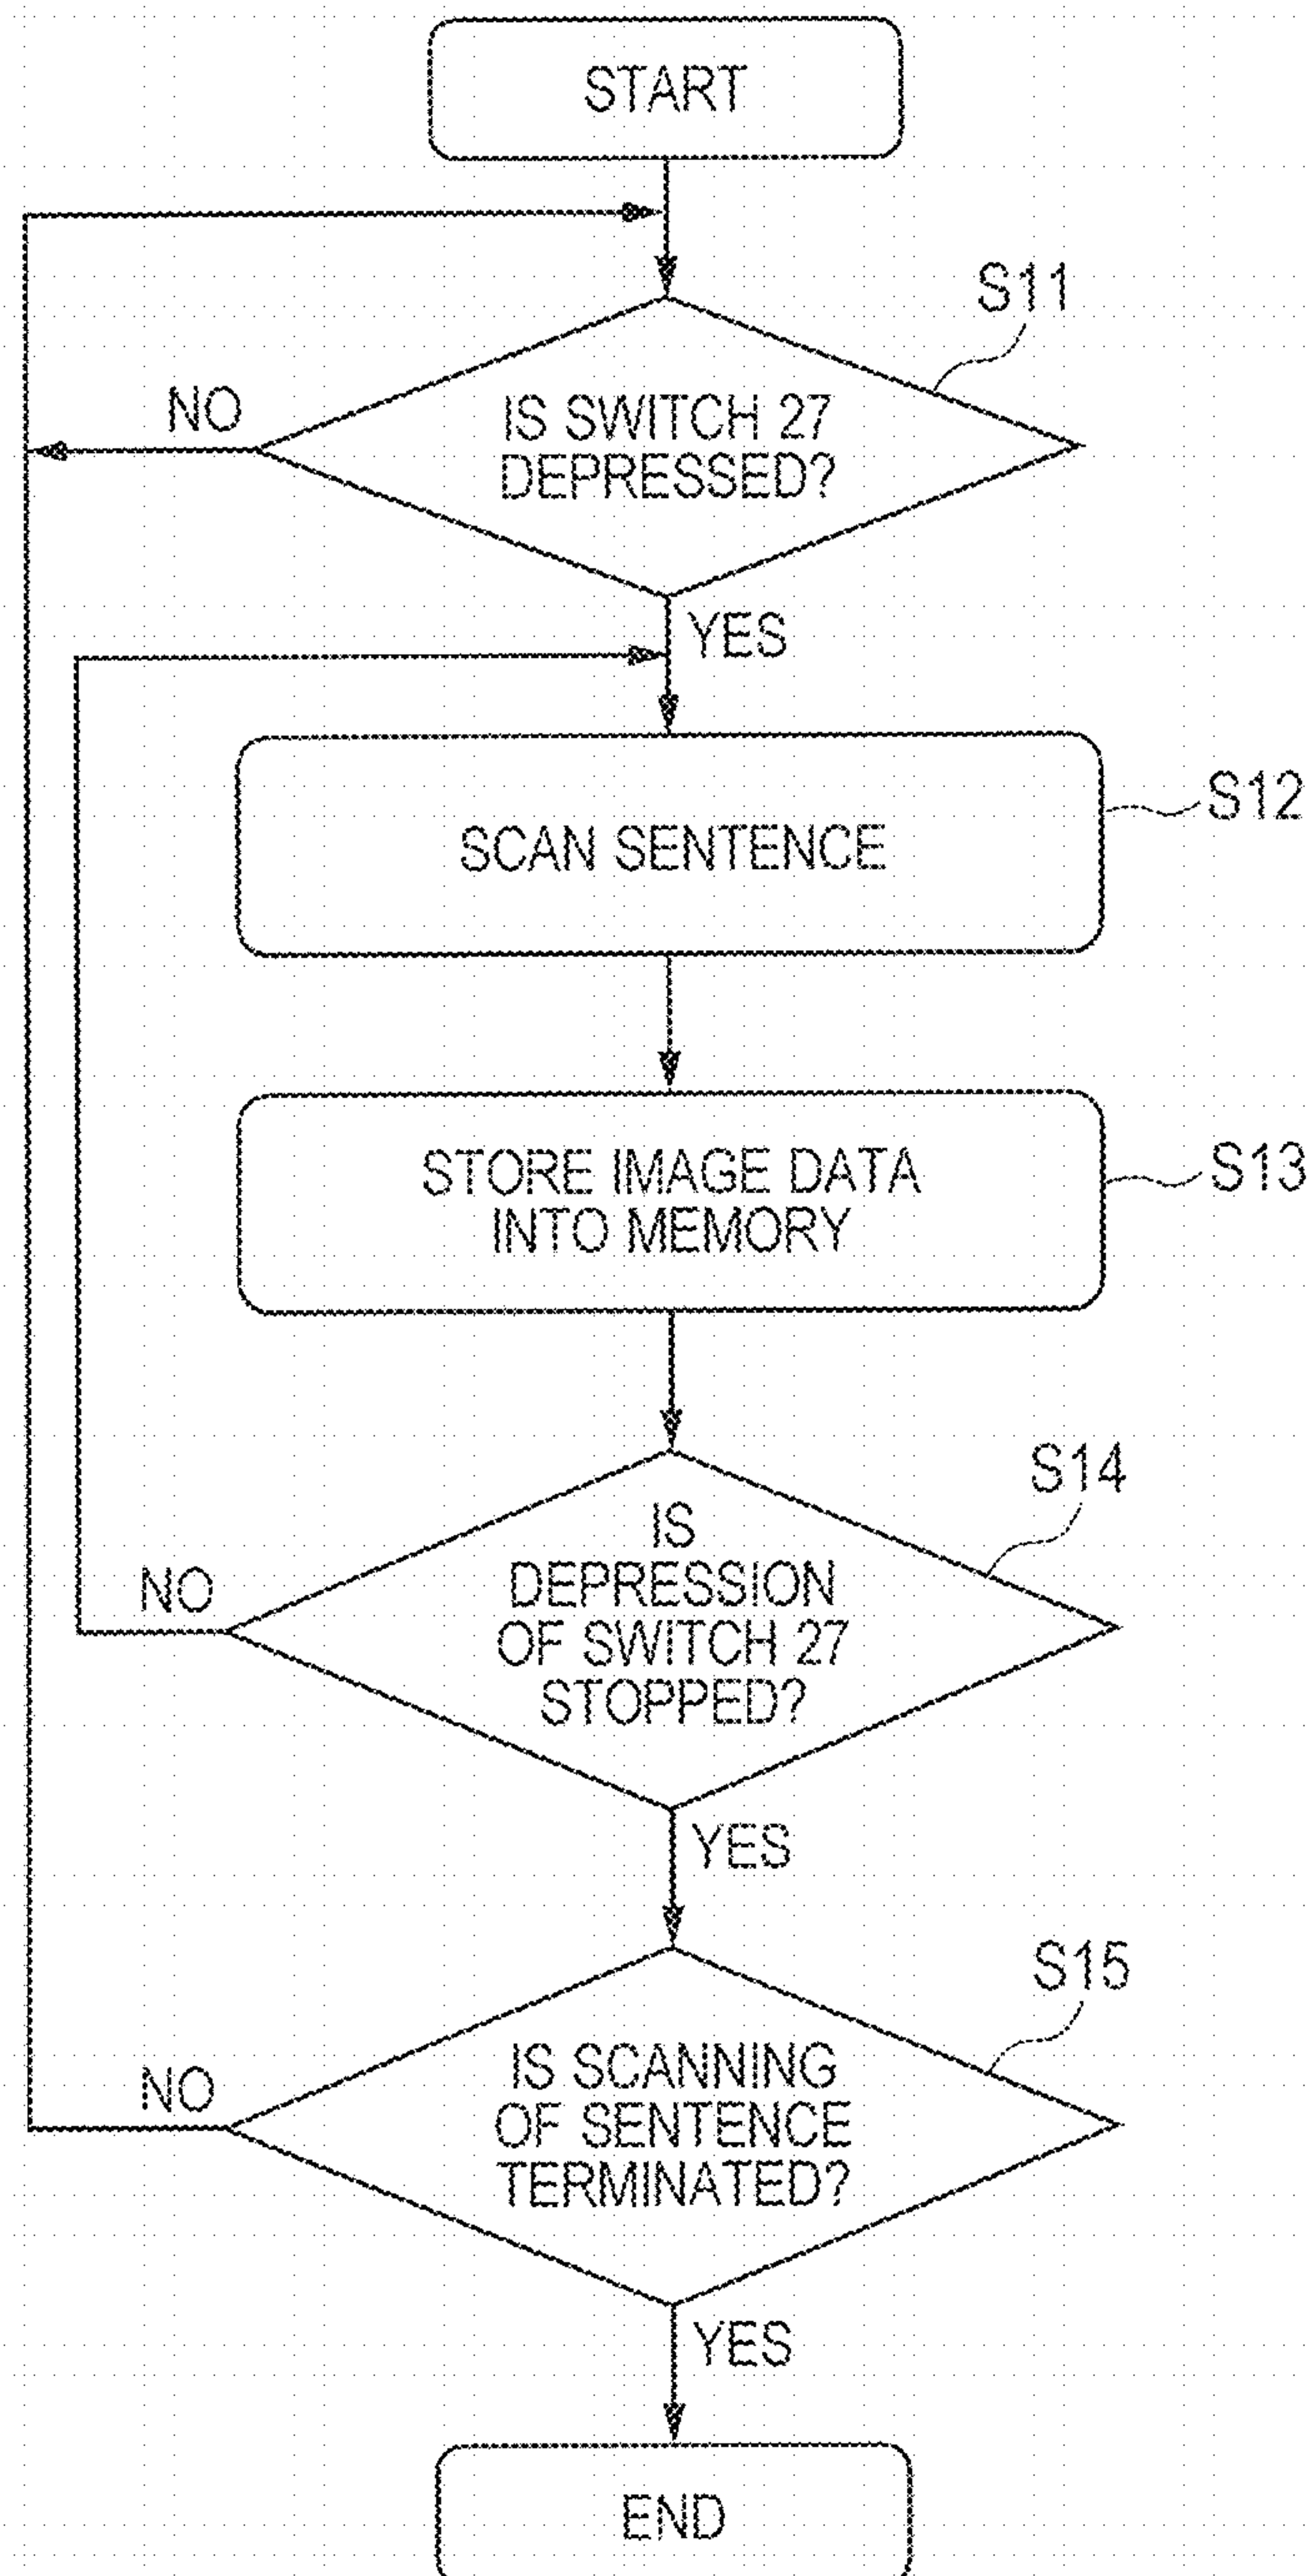 START
S11
NO
IS SWITCH 27
DEPRESSED?
YES
SCAN SENTENCE
S12
STORE IMAGE DATA
INTO MEMORY
S13
S14
IS
DEPRESSION
OF SWITCH 27
STOPPED?
NO
YES
S15
IS SCANNING
OF SENTENCE
TERMINATED?
NO
YES
END